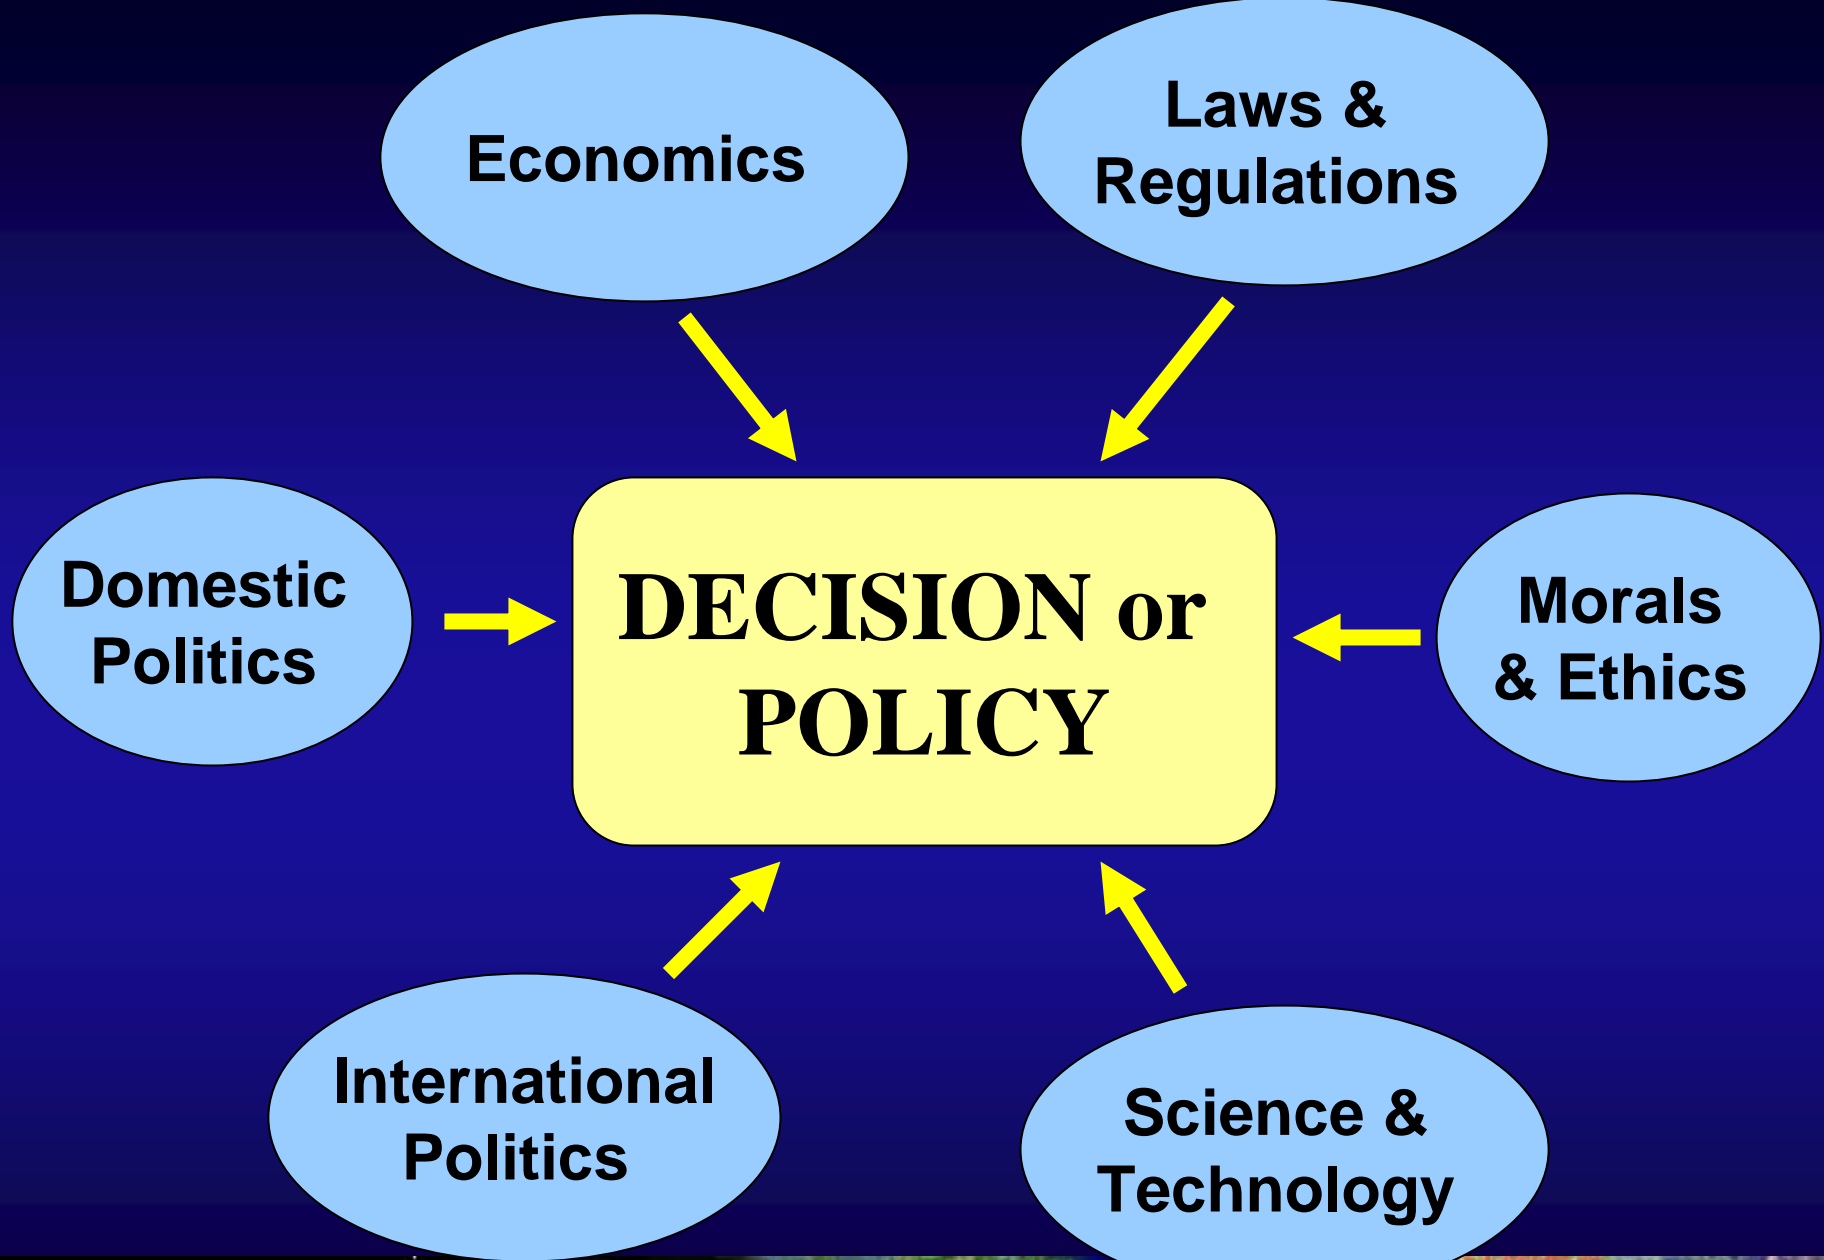 Economics
Laws &
Regulations
Domestic
Politics
DECISION or
POLICY
Morals
& Ethics
International
Politics
Science &
Technology